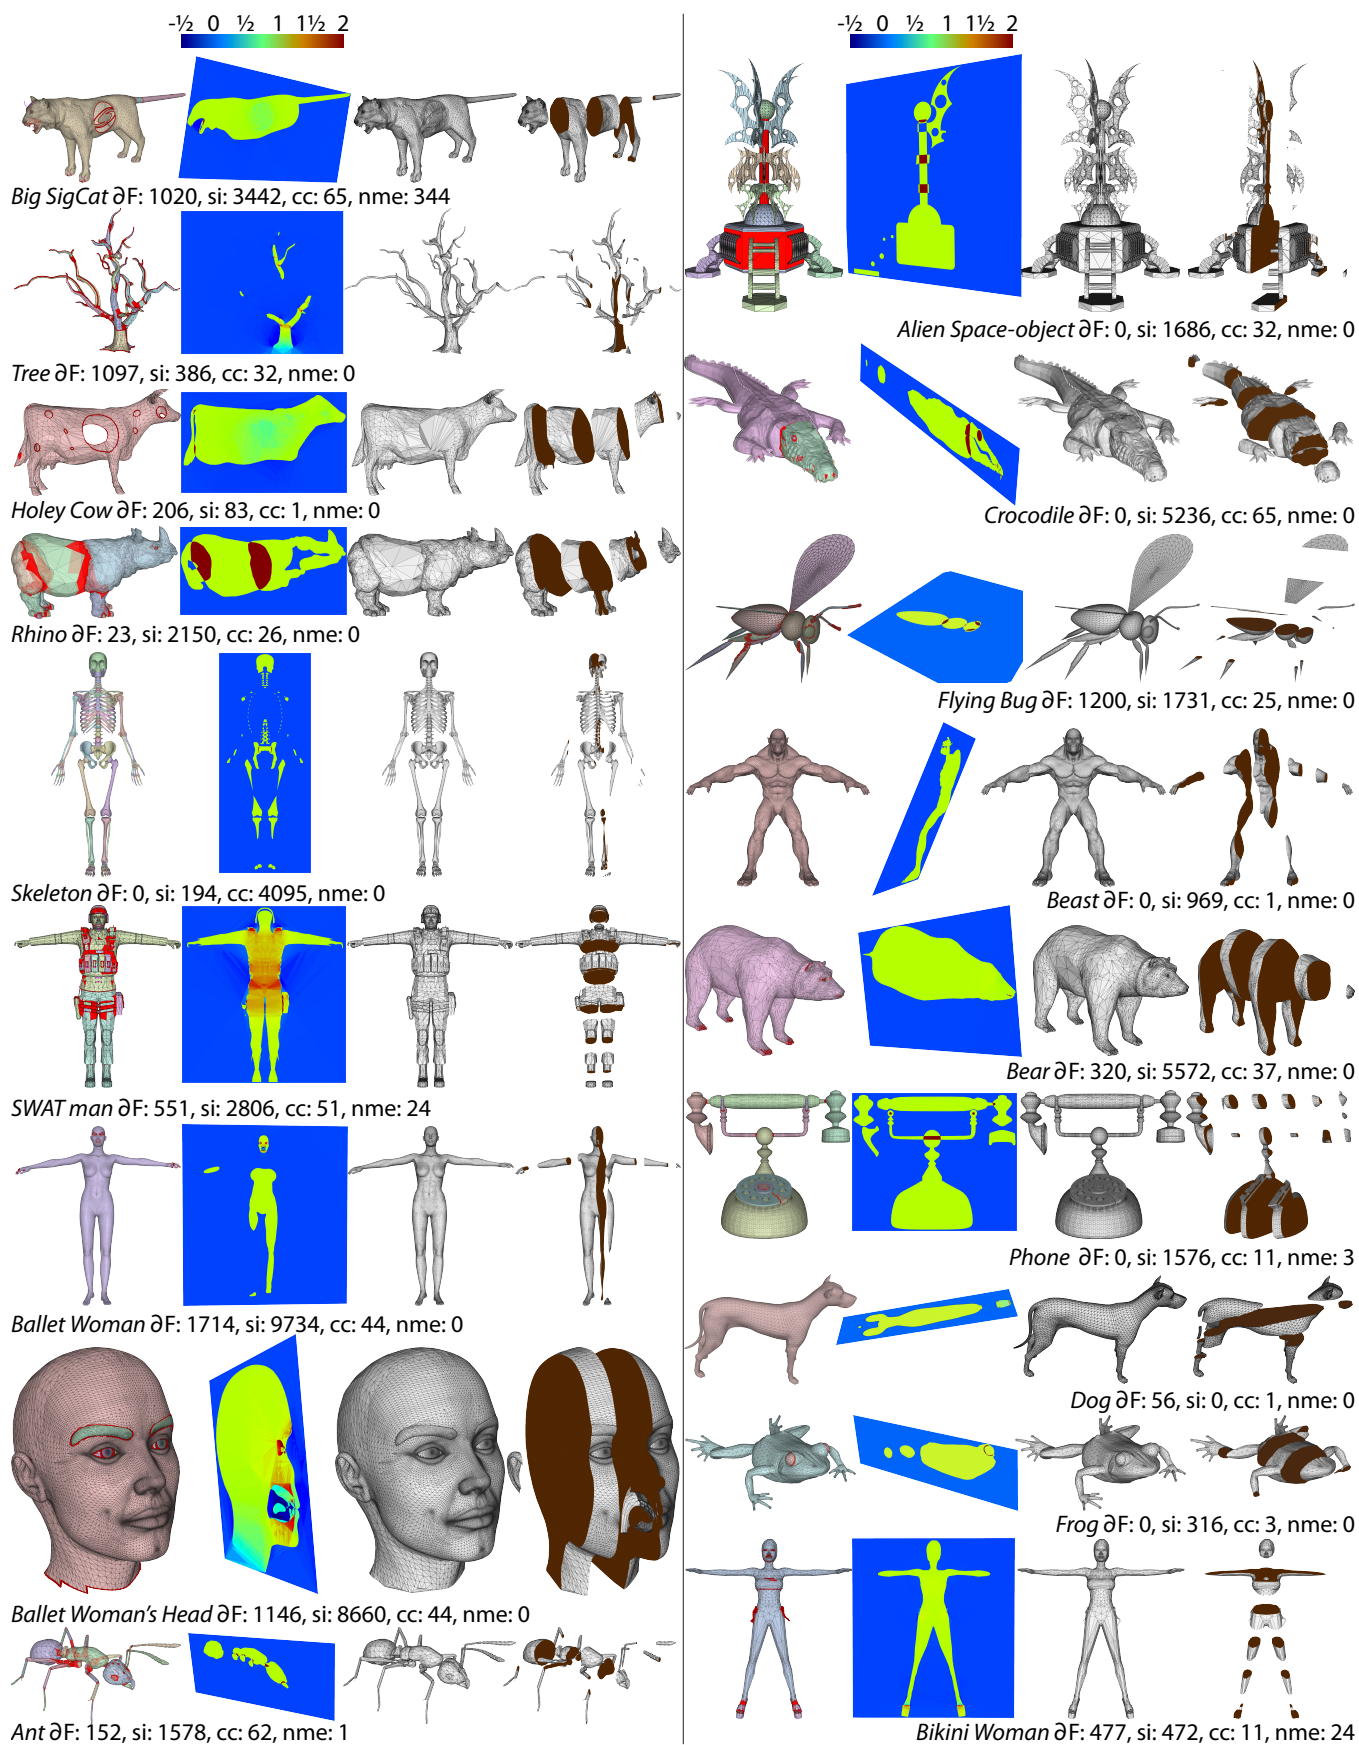 -½ 0 ½ 1 1½ 2
Big SigCat ∂F: 1020, si: 3442, cc: 65, nme: 344
Tree ∂F: 1097, si: 386, cc: 32, nme: 0
Holey Cow ∂F: 206, si: 83, cc: 1, nme: 0
Rhino ∂F: 23, si: 2150, cc: 26, nme: 0
Skeleton ∂F: 0, si: 194, cc: 4095, nme: 0
SWAT man ∂F: 551, si: 2806, cc: 51, nme: 24
Ballet Woman ∂F: 1714, si: 9734, cc: 44, nme: 0
Ballet Woman's Head ∂F: 1146, si: 8660, cc: 44, nme: 0
Ant ∂F: 152, si: 1578, cc: 62, nme: 1
-½ 0 ½ 1 1½ 2
Alien Space-object ∂F: 0, si: 1686, cc: 32, nme: 0
Crocodile ∂F: 0, si: 5236, cc: 65, nme: 0
Flying Bug ∂F: 1200, si: 1731, cc: 25, nme: 0
Beast ∂F: 0, si: 969, cc: 1, nme: 0
Bear ∂F: 320, si: 5572, cc: 37, nme: 0
Phone ∂F: 0, si: 1576, cc: 11, nme: 3
Dog ∂F: 56, si: 0, cc: 1, nme: 0
Frog ∂F: 0, si: 316, cc: 3, nme: 0
Bikini Woman ∂F: 477, si: 472, cc: 11, nme: 24